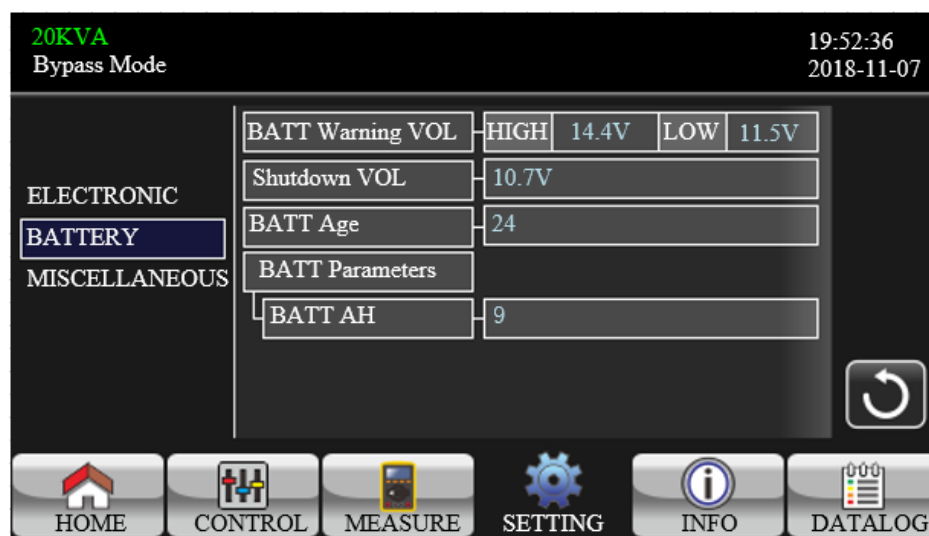 20KVA
Bypass Mode
19:52:36
2018-11-07
ELECTRONIC
BATTERY
MISCELLANEOUS
BATT Warning VOL HIGH 14.4V LOW 11.5V
Shutdown VOL 10.7V
BATT Age 24
BATT Parameters
BATT AH 9
HOME CONTROL MEASURE SETTING INFO DATALOG